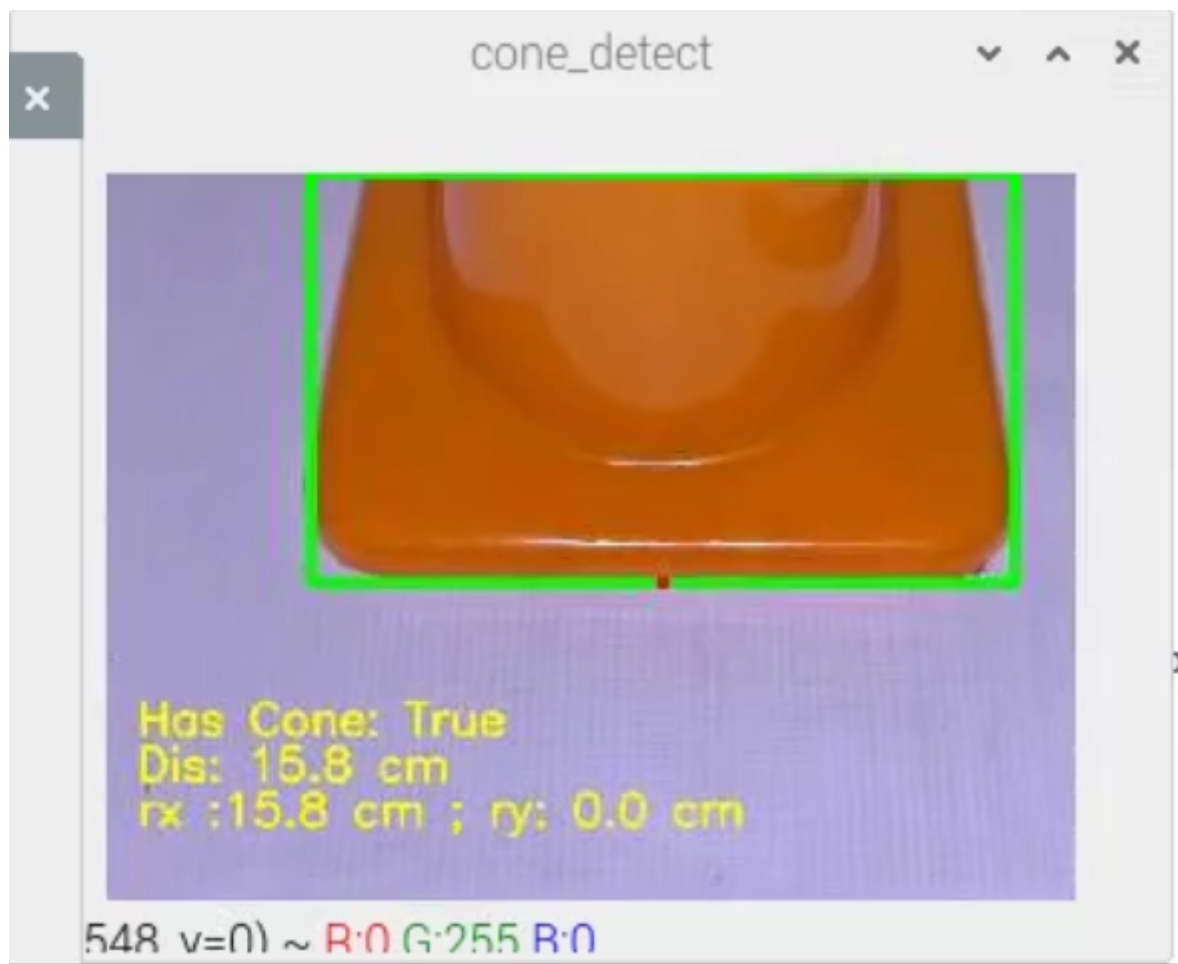 cone_detect
Has Cone: True
Dis: 15.8 cm
rx :15.8 cm ; ry: 0.0 cm
548, y=0) ~ R:0 G:255 B:0